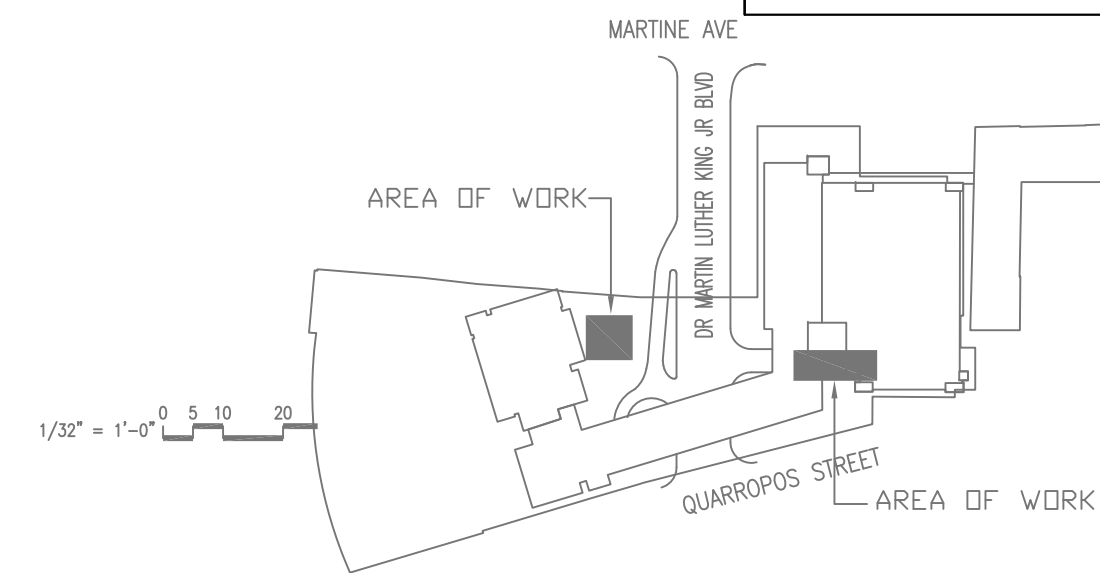 MARTINE AVE
DR MARTIN LUTHER KING JR BLVD
AREA OF WORK
0 5 10 20
1/32" = 1'-0"
QUARROPOS STREET
AREA OF WORK